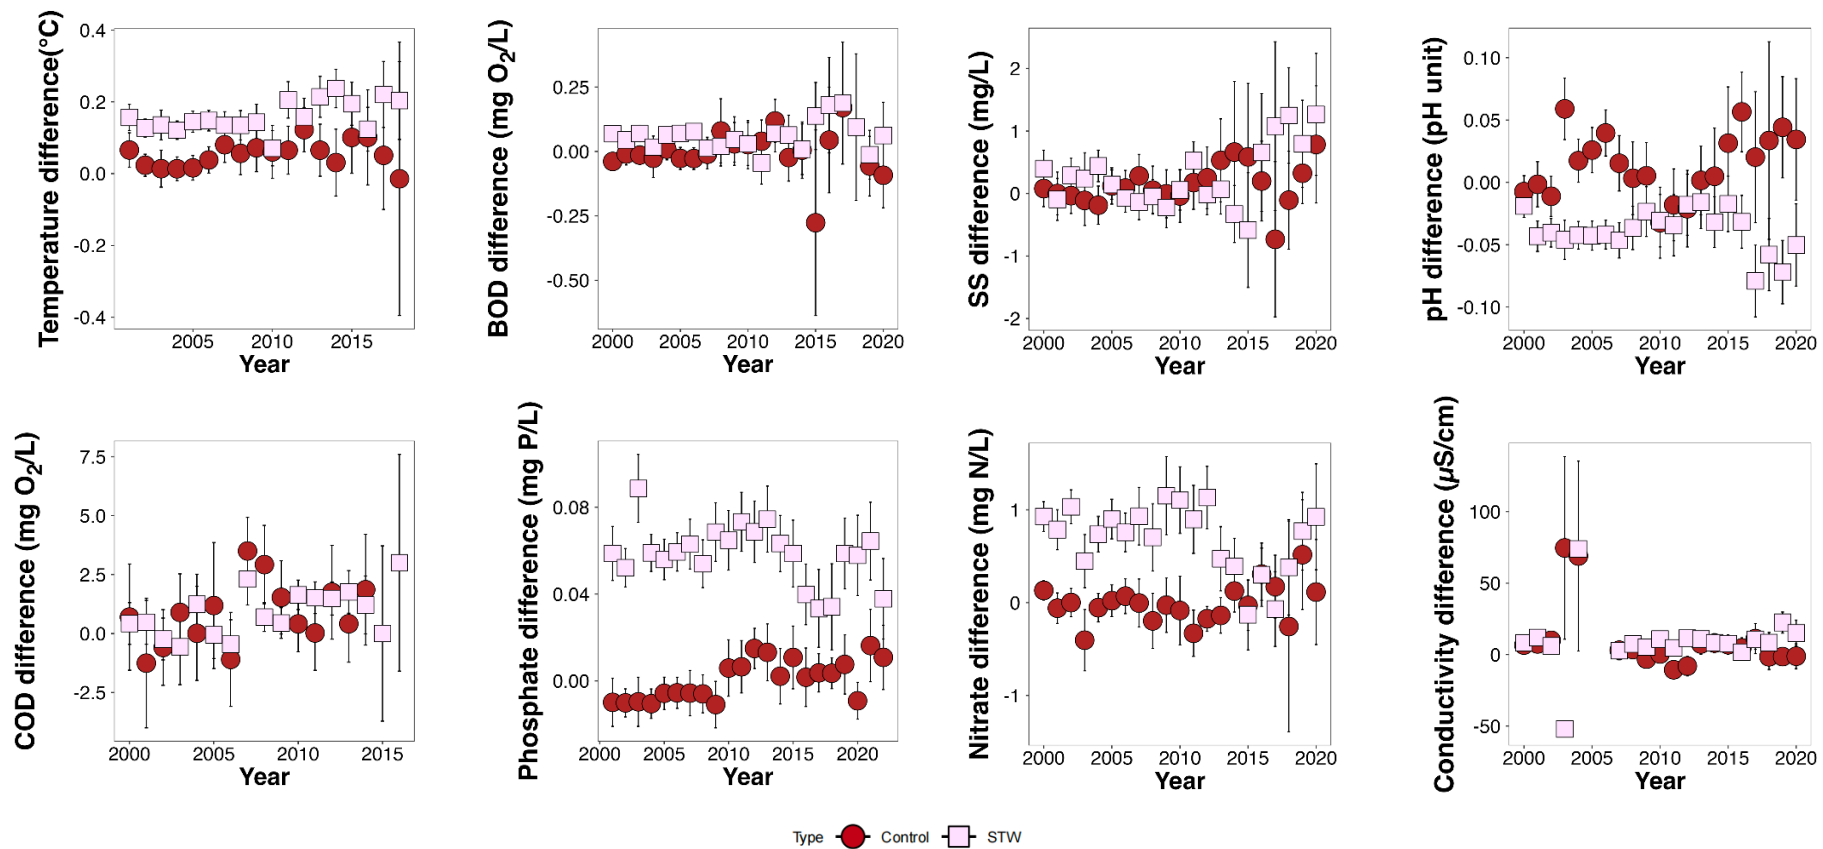 Temperature difference(°C)
0.4
0.2
0.0
-0.2
-0.4
2005 2010 2015
Year
BOD difference (mg O2/L)
0.25
0.00
-0.25
-0.50
2000 2005 2010 2015 2020
Year
SS difference (mg/L)
2
1
0
-1
-2
2000 2005 2010 2015 2020
Year
pH difference (pH unit)
0.10
0.05
0.00
-0.05
-0.10
2000 2005 2010 2015 2020
Year
COD difference (mg O2/L)
7.5
5.0
2.5
0.0
-2.5
2000 2005 2010 2015
Year
Phosphate difference (mg P/L)
0.08
0.04
0.00
2000 2005 2010 2015 2020
Year
Nitrate difference (mg N/L)
1
0
-1
2000 2005 2010 2015 2020
Year
Conductivity difference (µS/cm)
100
50
0
-50
2000 2005 2010 2015 2020
Year
Type Control STW